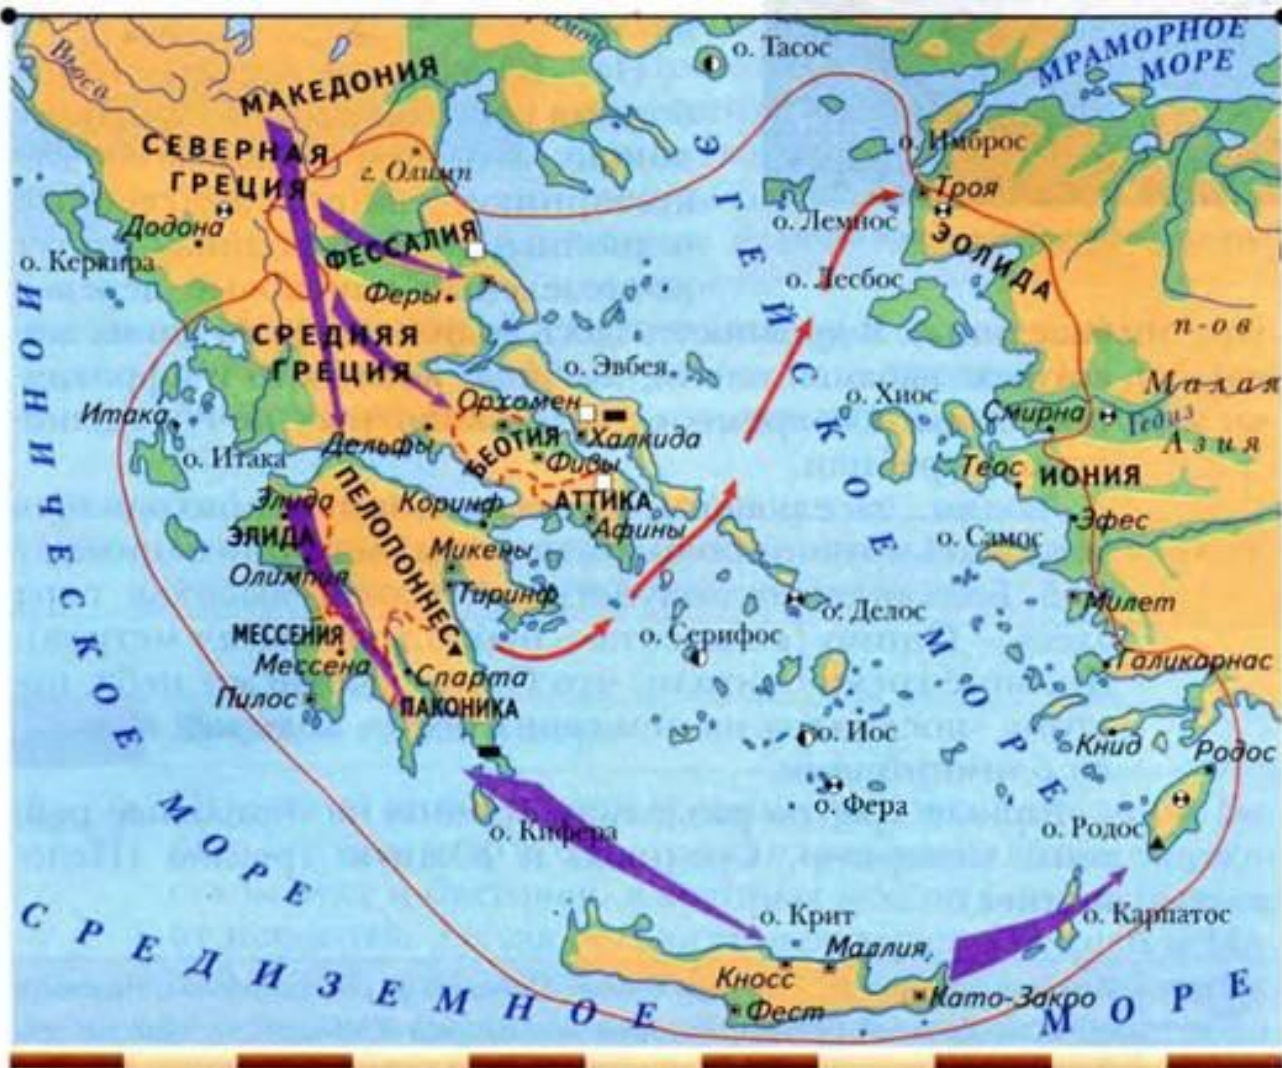 о. Тасос
МРАМОРНОЕ
МОРЕ
Вьоса
МАКЕДОНИЯ
СЕВЕРНАЯ
ГРЕЦИЯ
г. Олимп
о. Имброс
Троя
о. Лемнос
ЭОЛИДА
Додона
ФЕССАЛИЯ
о. Керкира
Феры
о. Лесбос
п-ов
Малая
Азия
СРЕДНЯЯ
ГРЕЦИЯ
о. Эвбея
о. Хиос
Смирна
Гедиз
Итака
о. Итака
Орхомен
Дельфы
БЕОТИЯ
Халкида
Фивы
Теос
ИОНИЯ
Элида
ЭЛИДА
ПЕЛОПОННЕС
Коринф
АТТИКА
Афины
Эфес
о. Самос
Олимпия
Микены
Тиринф
о. Делос
Милет
МЕССЕНИЯ
Мессена
о. Серифос
Галикарнас
Спарта
Пилос
ПАКОНИКА
о. Иос
Книд
Родос
о. Фера
о. Родос
о. Кифера
о. Крит
о. Карпатос
Маллия,
Кносс
Фест
Като-Закро
ЭГЕЙСКОЕ МОРЕ
ИОНИЧЕСКОЕ МОРЕ
СРЕДИЗЕМНОЕ МОРЕ